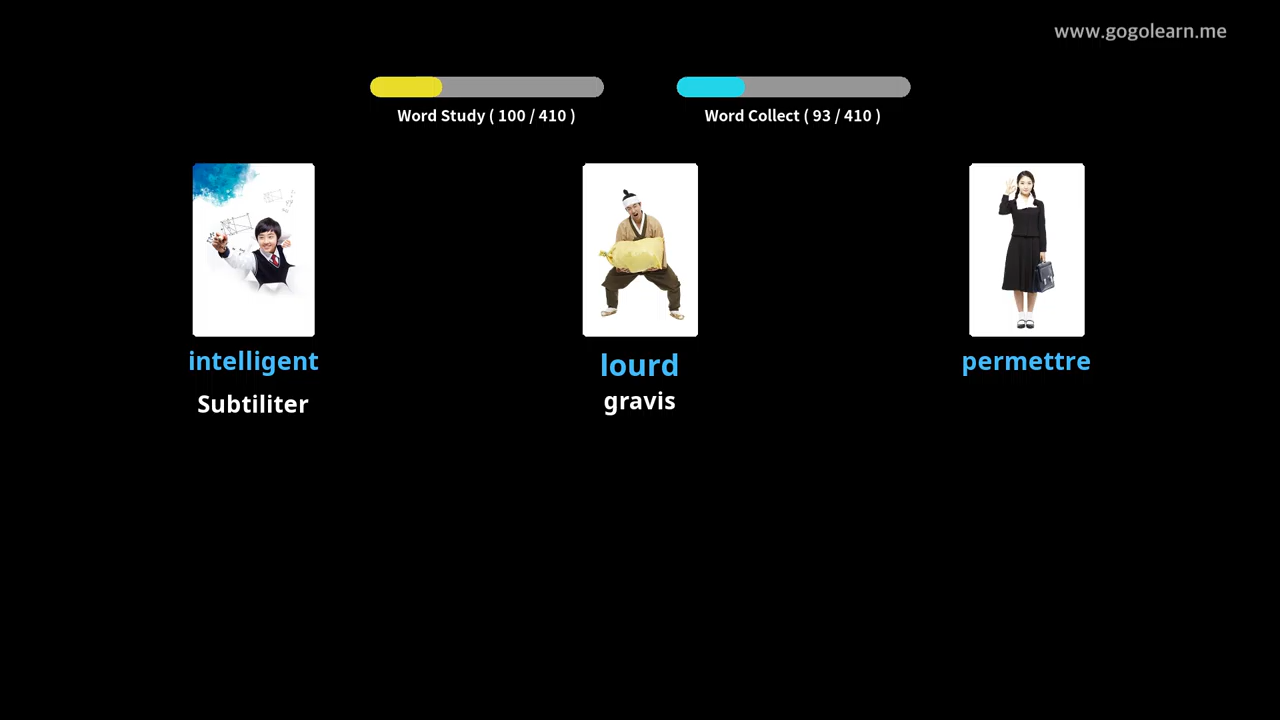 www.gogolearn.me
Word Study ( 100 / 410 )
Word Collect ( 93 / 410 )
intelligent
Subtiliter
lourd
gravis
permettre